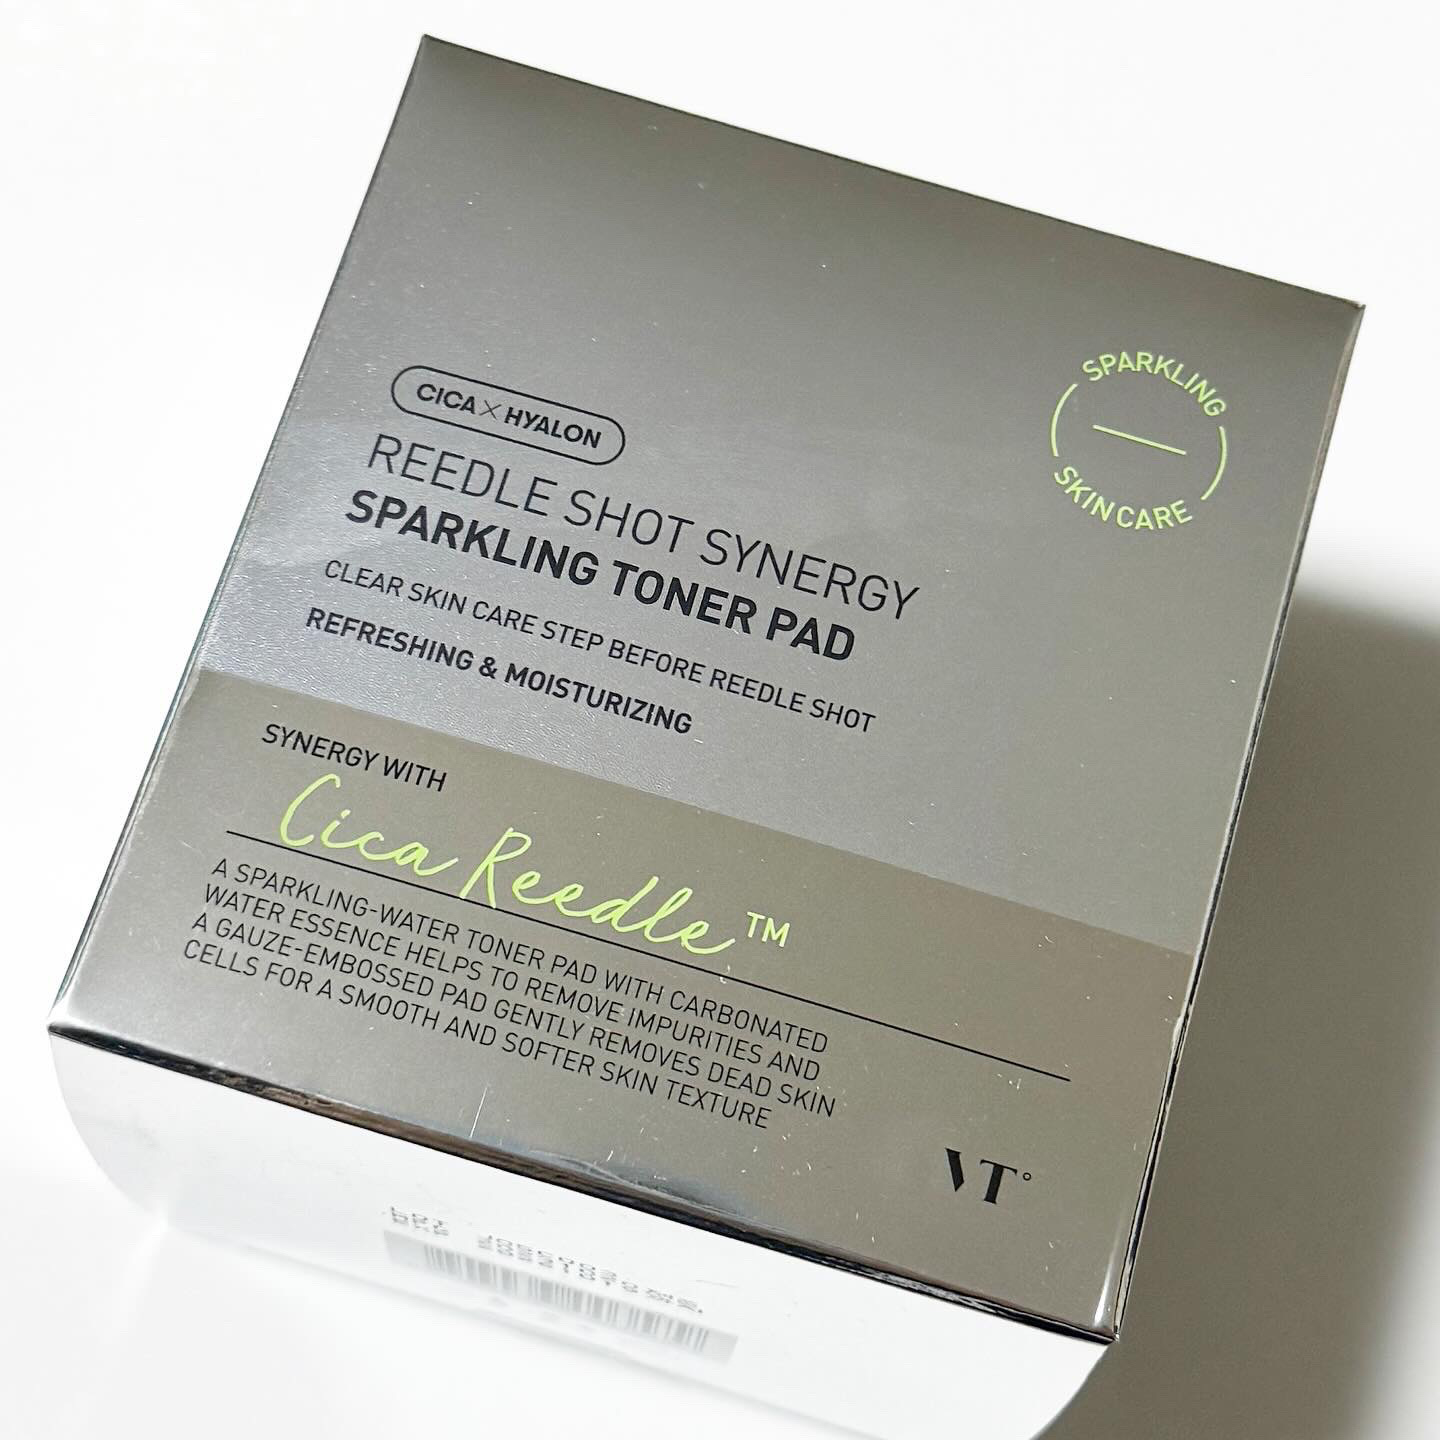 SPARKLING
SKINCARE
CICA × HYALON
REEDLE SHOT SYNERGY
SPARKLING TONER PAD
CLEAR SKIN CARE STEP BEFORE REEDLE SHOT
REFRESHING & MOISTURIZING
SYNERGY WITH
Cica Reedle™
A SPARKLING-WATER TONER PAD WITH CARBONATED
WATER ESSENCE HELPS TO REMOVE IMPURITIES AND
A GAUZE-EMBOSSED PAD GENTLY REMOVES DEAD SKIN
CELLS FOR A SMOOTH AND SOFTER SKIN TEXTURE
VT°